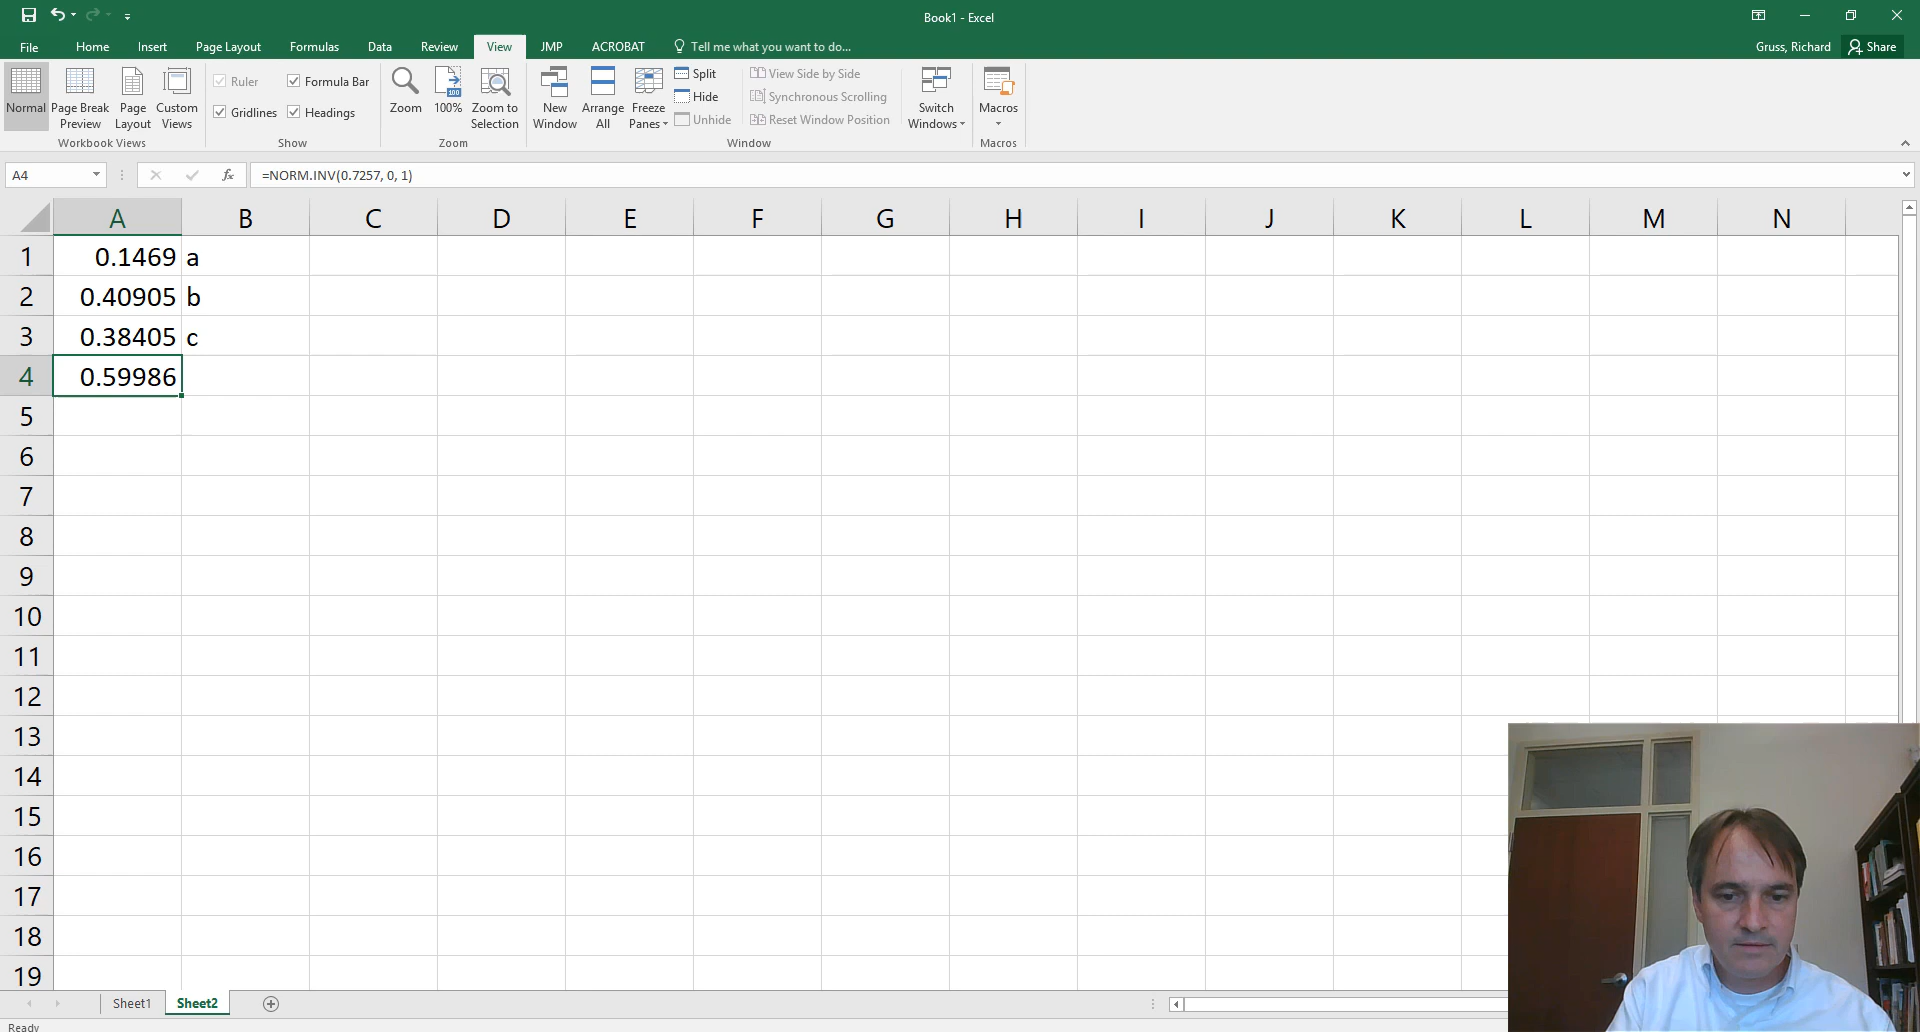 Book1 - Excel
File Home Insert Page Layout Formulas Data Review View JMP ACROBAT Tell me what you want to do... Gruss, Richard Share
Normal
Page Break Preview
Page Layout
Custom Views
Workbook Views
Ruler
Formula Bar
Gridlines
Headings
Show
Zoom
100%
Zoom to Selection
Zoom
New Window
Arrange All
Freeze Panes
Split
Hide
Unhide
View Side by Side
Synchronous Scrolling
Reset Window Position
Window
Switch Windows
Macros
Macros
A4 fx =NORM.INV(0.7257, 0, 1)
A B C D E F G H I J K L M N
1 0.1469 a
2 0.40905 b
3 0.38405 c
4 0.59986
5
6
7
8
9
10
11
12
13
14
15
16
17
18
19
Sheet1 Sheet2
Ready